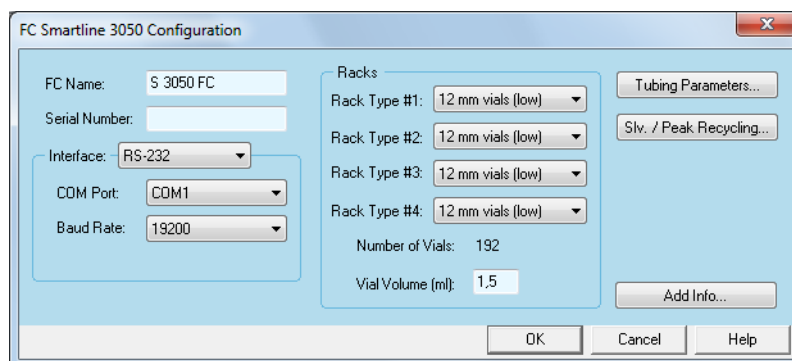 FC Smartline 3050 Configuration
FC Name: S 3050 FC
Serial Number:
Interface: RS-232
COM Port: COM1
Baud Rate: 19200
Racks
Rack Type #1: 12 mm vials (low)
Rack Type #2: 12 mm vials (low)
Rack Type #3: 12 mm vials (low)
Rack Type #4: 12 mm vials (low)
Number of Vials: 192
Vial Volume (ml): 1,5
Tubing Parameters...
Slv. / Peak Recycling...
Add Info...
OK Cancel Help